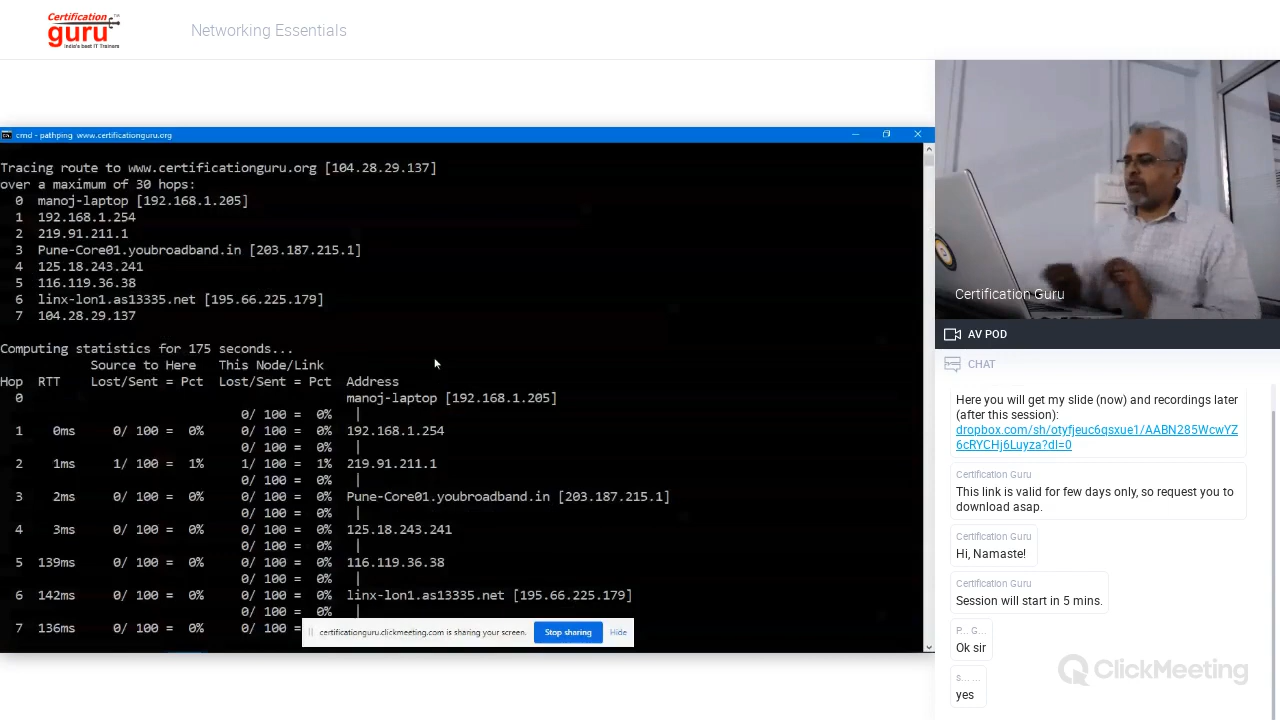 Certification
guru
TM
India's best IT Trainers
Networking Essentials
cmd - pathping www.certificationguru.org
Tracing route to www.certificationguru.org [104.28.29.137]
over a maximum of 30 hops:
0 manoj-laptop [192.168.1.205]
1 192.168.1.254
2 219.91.211.1
3 Pune-Core01.youbroadband.in [203.187.215.1]
4 125.18.243.241
5 116.119.36.38
6 linx-lon1.as13335.net [195.66.225.179]
7 104.28.29.137
Computing statistics for 175 seconds...
Source to Here This Node/Link
Hop RTT Lost/Sent = Pct Lost/Sent = Pct Address
0 manoj-laptop [192.168.1.205]
0/ 100 = 0% |
1 0ms 0/ 100 = 0% 0/ 100 = 0% 192.168.1.254
0/ 100 = 0% |
2 1ms 1/ 100 = 1% 1/ 100 = 1% 219.91.211.1
0/ 100 = 0% |
3 2ms 0/ 100 = 0% 0/ 100 = 0% Pune-Core01.youbroadband.in [203.187.215.1]
0/ 100 = 0% |
4 3ms 0/ 100 = 0% 0/ 100 = 0% 125.18.243.241
0/ 100 = 0% |
5 139ms 0/ 100 = 0% 0/ 100 = 0% 116.119.36.38
0/ 100 = 0% |
6 142ms 0/ 100 = 0% 0/ 100 = 0% linx-lon1.as13335.net [195.66.225.179]
0/ 100 = 0% |
7 136ms 0/ 100 = 0% 0/ 100 =
certificationguru.clickmeeting.com is sharing your screen. Stop sharing Hide
Certification Guru
AV POD
CHAT
Here you will get my slide (now) and recordings later
(after this session):
dropbox.com/sh/otyfjeuc6qsxue1/AABN285WcwYZ
6cRYCHj6Luyza?dl=0
Certification Guru
This link is valid for few days only, so request you to
download asap.
Certification Guru
Hi, Namaste!
Certification Guru
Session will start in 5 mins.
P... G...
Ok sir
s... ...
yes
ClickMeeting